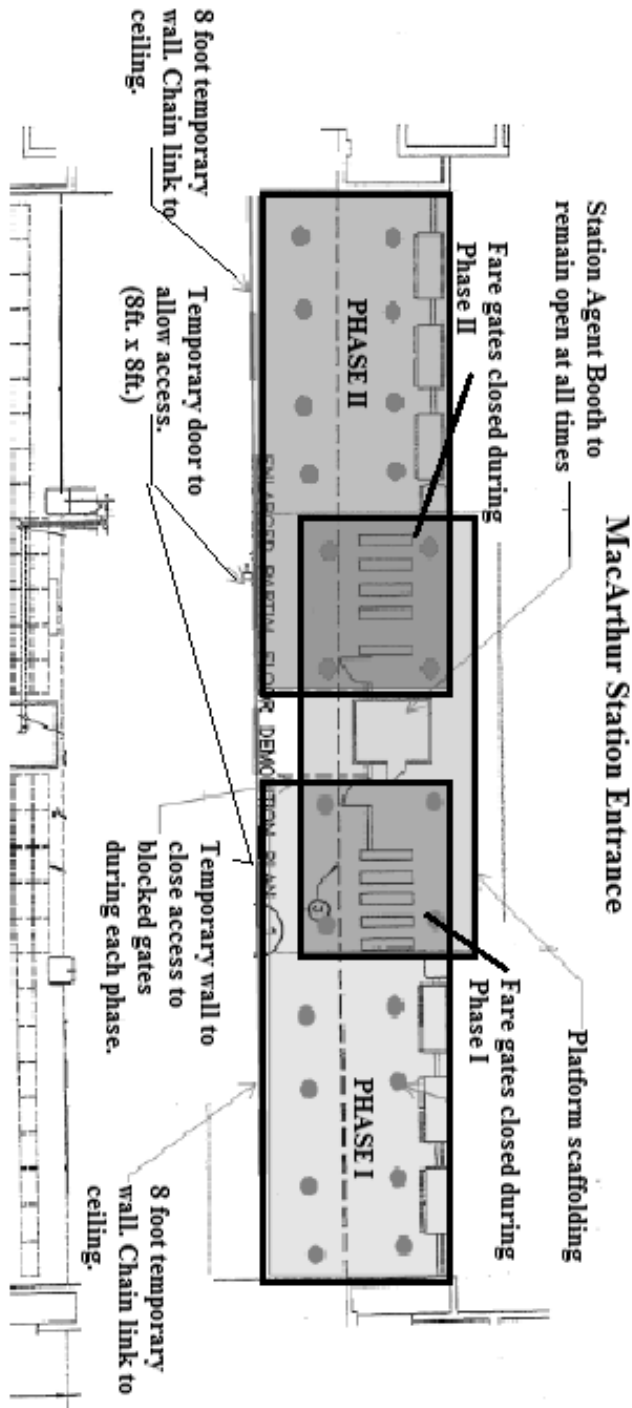 MacArthur Station Entrance
Station Agent Booth to
remain open at all times
Platform scaffolding
Fare gates closed during
Phase II
Fare gates closed during
Phase I
PHASE II
PHASE I
ENLARGED PARTIAL FLOOR DEMOLITION PLAN
3
8 foot temporary
wall. Chain link to
ceiling.
Temporary door to
allow access.
(8ft. x 8ft.)
Temporary wall to
close access to
blocked gates
during each phase.
8 foot temporary
wall. Chain link to
ceiling.